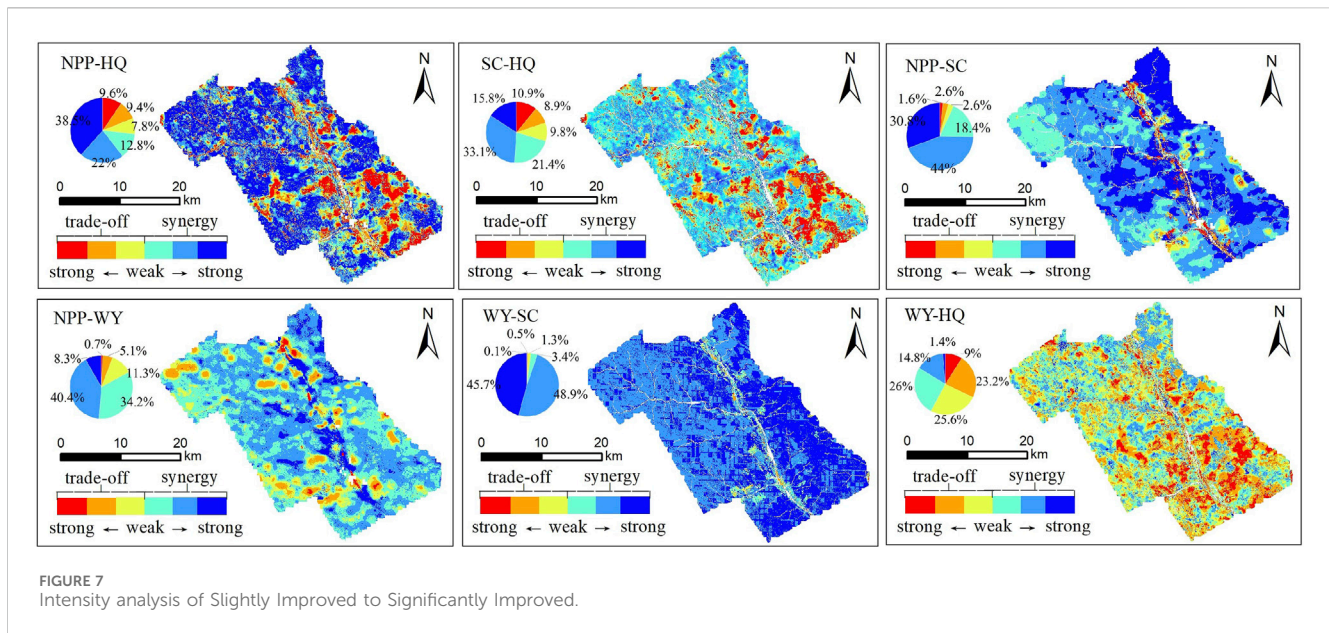 NPP-HQ
N
9.6%
9.4%
7.8%
12.8%
22%
0 10 20
km
trade-off synergy
strong ← weak → strong
SC-HQ
N
10.9%
8.9%
9.8%
21.4%
33.1%
15.8%
0 10 20
km
trade-off synergy
strong ← weak → strong
NPP-SC
N
1.6%
2.6%
2.6%
18.4%
44%
30.8%
0 10 20
km
trade-off synergy
strong ← weak → strong
NPP-WY
N
0.7%
5.1%
11.3%
34.2%
40.4%
8.3%
0 10 20
km
trade-off synergy
strong ← weak → strong
WY-SC
N
0.5%
1.3%
3.4%
48.9%
45.7%
0.1%
0 10 20
km
trade-off synergy
strong ← weak → strong
WY-HQ
N
1.4%
9%
23.2%
25.6%
26%
14.8%
0 10 20
km
trade-off synergy
strong ← weak → strong
FIGURE 7
Intensity analysis of Slightly Improved to Significantly Improved.